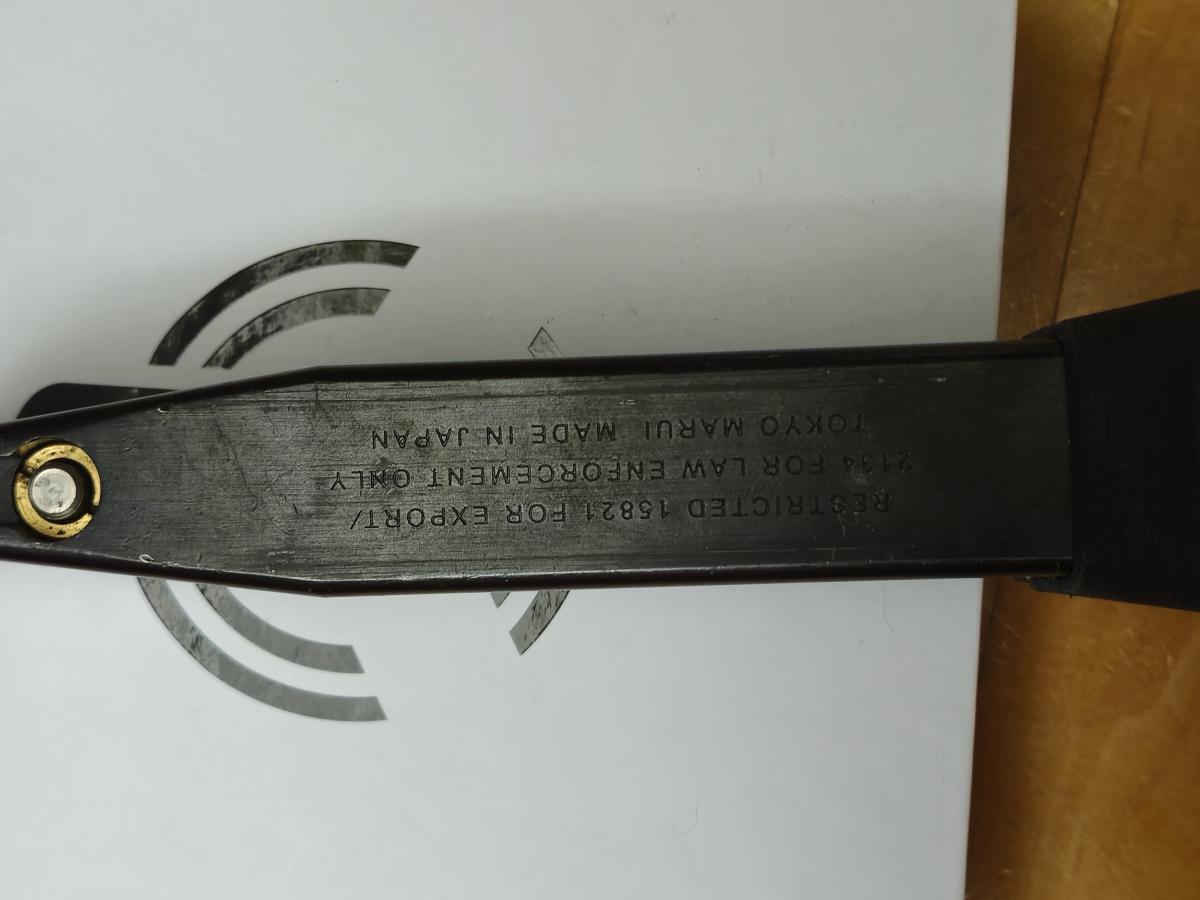 RESTRICTED 15821 FOR EXPORT/
2134 FOR LAW ENFORCEMENT ONLY
TOKYO MARUI MADE IN JAPAN